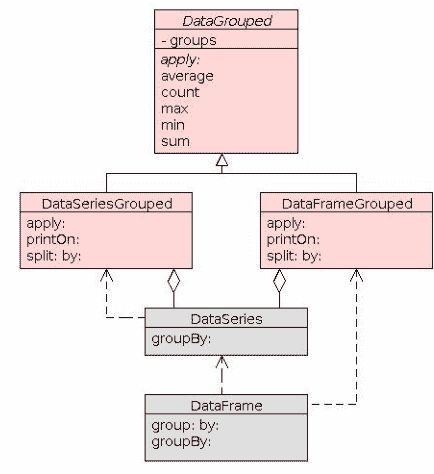 DataGrouped
- groups
apply:
average
count
max
min
sum
DataSeriesGrouped
apply:
printOn:
split: by:
DataFrameGrouped
apply:
printOn:
split: by:
DataSeries
groupBy:
DataFrame
group: by:
groupBy: